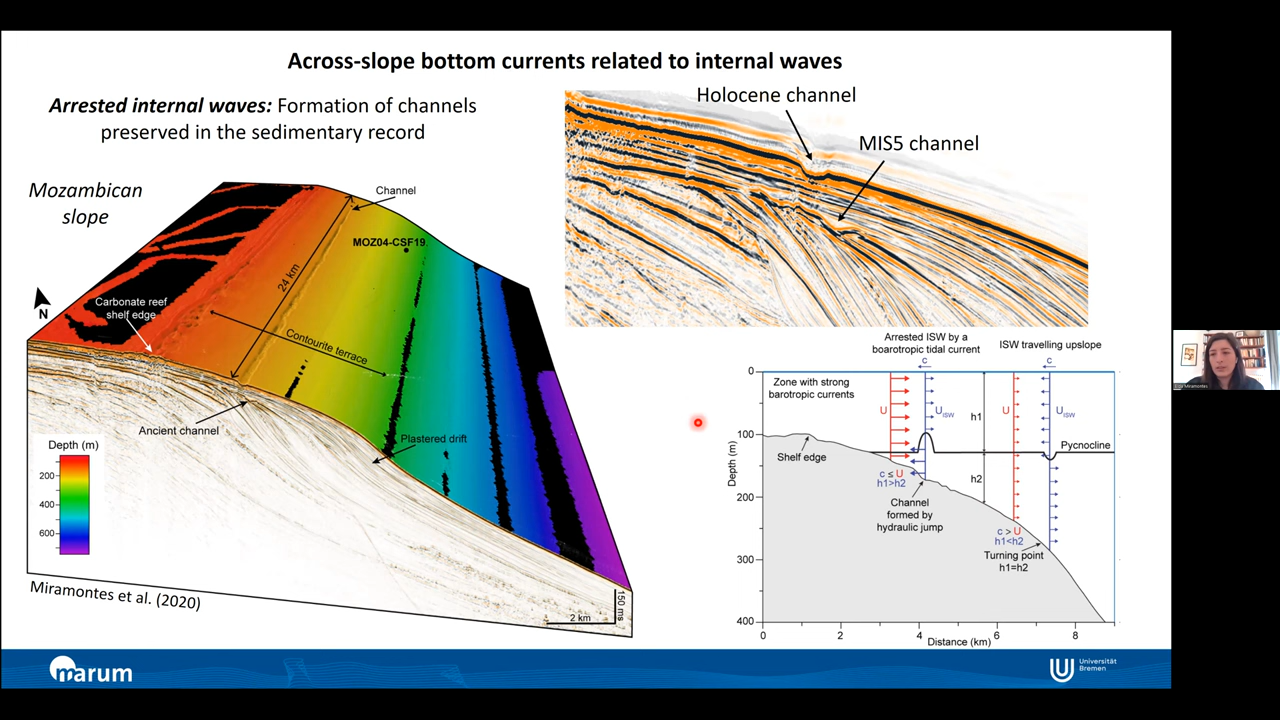 Across-slope bottom currents related to internal waves
Arrested internal waves: Formation of channels
preserved in the sedimentary record
Mozambican
slope
Channel
MOZ04-CSF19
24 km
N
Carbonate reef
shelf edge
Contourite terrace
Ancient channel
Plastered drift
Depth (m)
200
400
600
150 ms
2 km
Miramontes et al. (2020)
Holocene channel
MIS5 channel
Arrested ISW by a
boarotropic tidal current
ISW travelling upslope
c
c
0
100
200
300
400
Depth (m)
Zone with strong
barotropic currents
U
UISW
h1
U
UISW
Pycnocline
Shelf edge
c ≤ U
h1>h2
h2
Channel
formed by
hydraulic jump
c > U
h1<h2
Turning point
h1=h2
0
2
4
6
8
Distance (km)
marum
Universität
Bremen